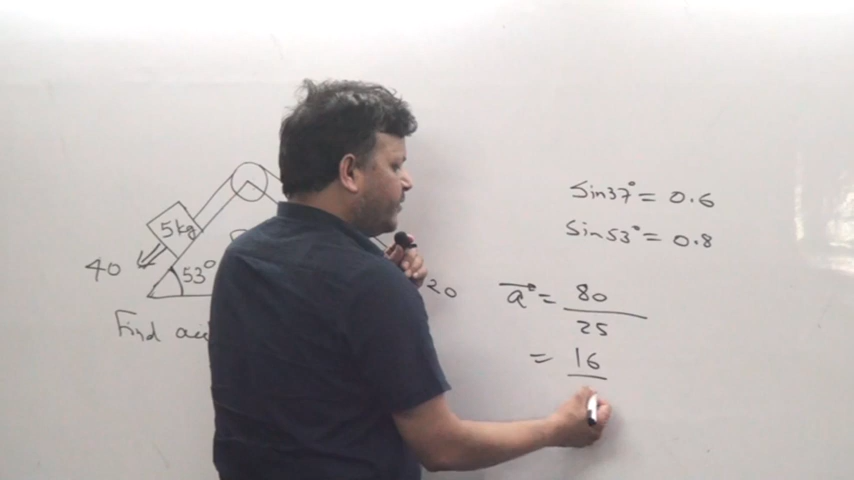 5kg
40
53°
Find
20
Sin37° = 0.6
Sin53° = 0.8
a° = 80
25
= 16